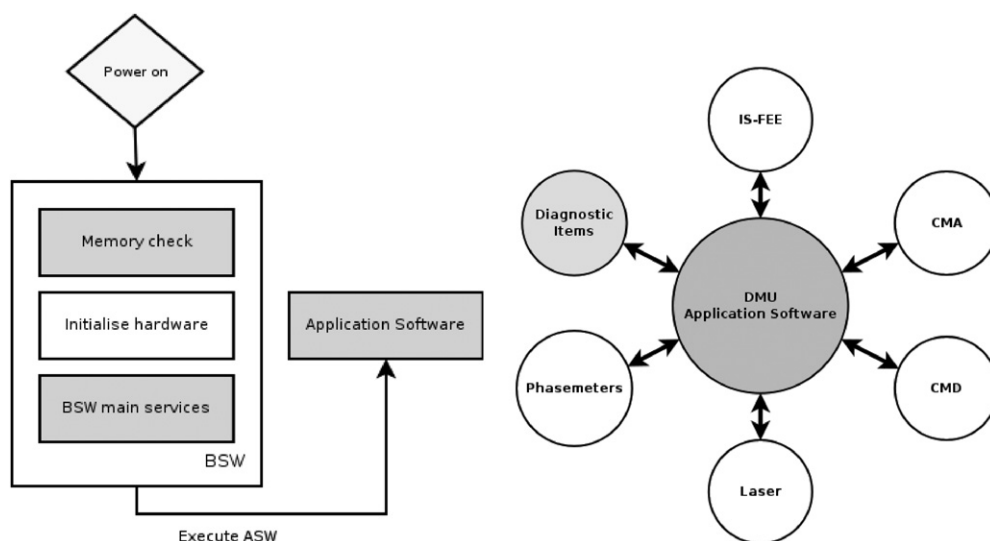 Power on
Memory check
Initialise hardware
BSW main services
BSW
Execute ASW
Application Software
IS-FEE
Diagnostic
Items
CMA
DMU
Application Software
Phasemeters
CMD
Laser